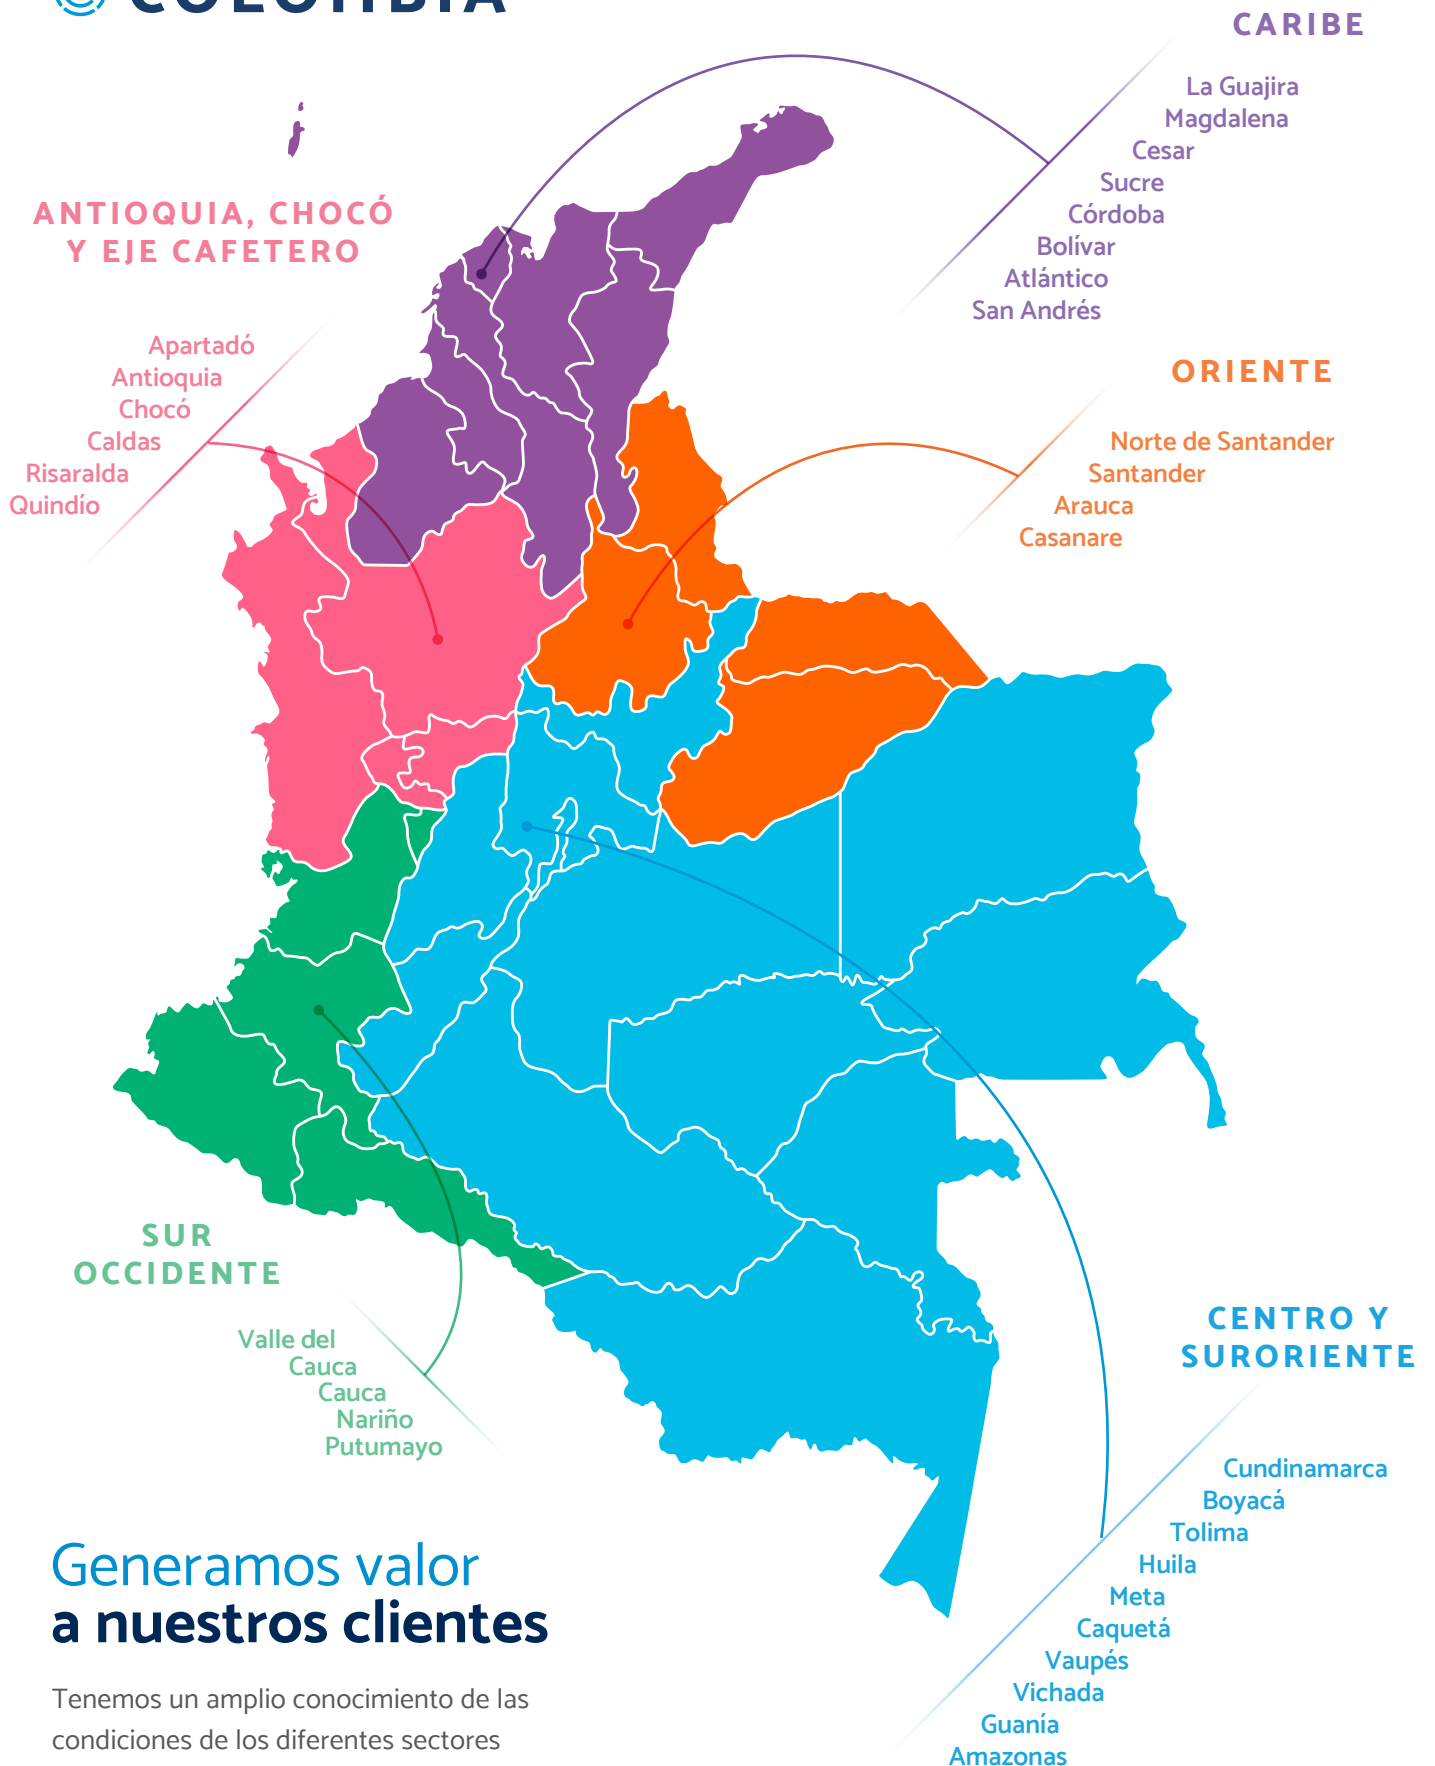 COLOMBIA
CARIBE
La Guajira
Magdalena
Cesar
Sucre
Córdoba
Bolívar
Atlántico
San Andrés
ANTIOQUIA, CHOCÓ
Y EJE CAFETERO
Apartadó
Antioquia
Chocó
Caldas
Risaralda
Quindío
ORIENTE
Norte de Santander
Santander
Arauca
Casanare
SUR
OCCIDENTE
Valle del
Cauca
Cauca
Nariño
Putumayo
CENTRO Y
SURORIENTE
Cundinamarca
Boyacá
Tolima
Huila
Meta
Caquetá
Vaupés
Vichada
Guanía
Amazonas
Generamos valor
a nuestros clientes
Tenemos un amplio conocimiento de las
condiciones de los diferentes sectores